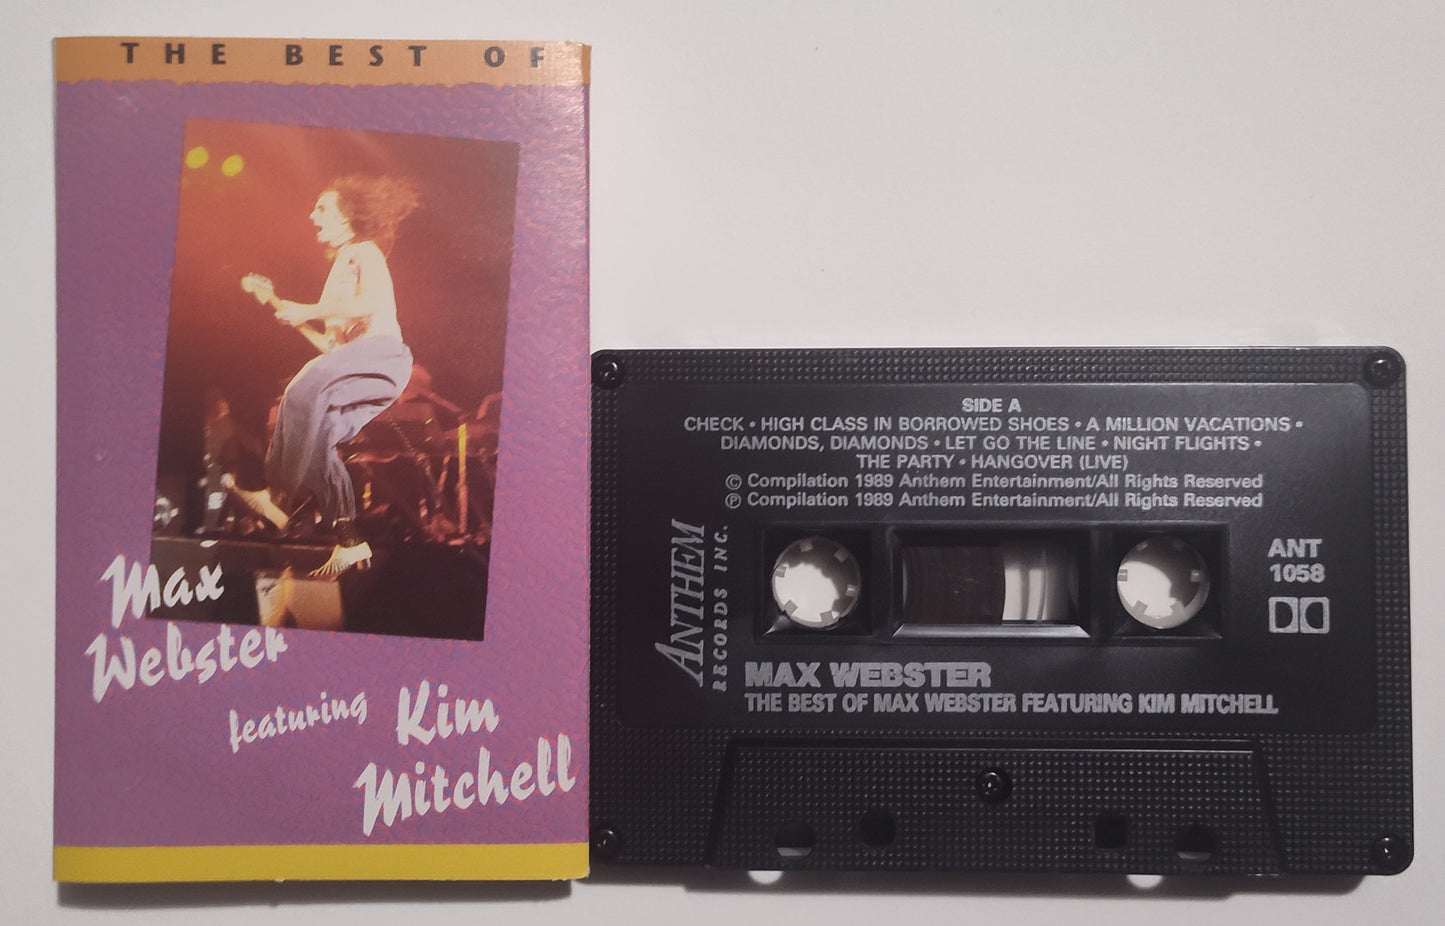 THE BEST OF
Max
Webster
featuring
Kim
Mitchell
SIDE A
CHECK • HIGH CLASS IN BORROWED SHOES • A MILLION VACATIONS •
DIAMONDS, DIAMONDS • LET GO THE LINE • NIGHT FLIGHTS •
THE PARTY • HANGOVER (LIVE)
© Compilation 1989 Anthem Entertainment/All Rights Reserved
℗ Compilation 1989 Anthem Entertainment/All Rights Reserved
ANTHEM
RECORDS INC.
ANT
1058
MAX WEBSTER
THE BEST OF MAX WEBSTER FEATURING KIM MITCHELL